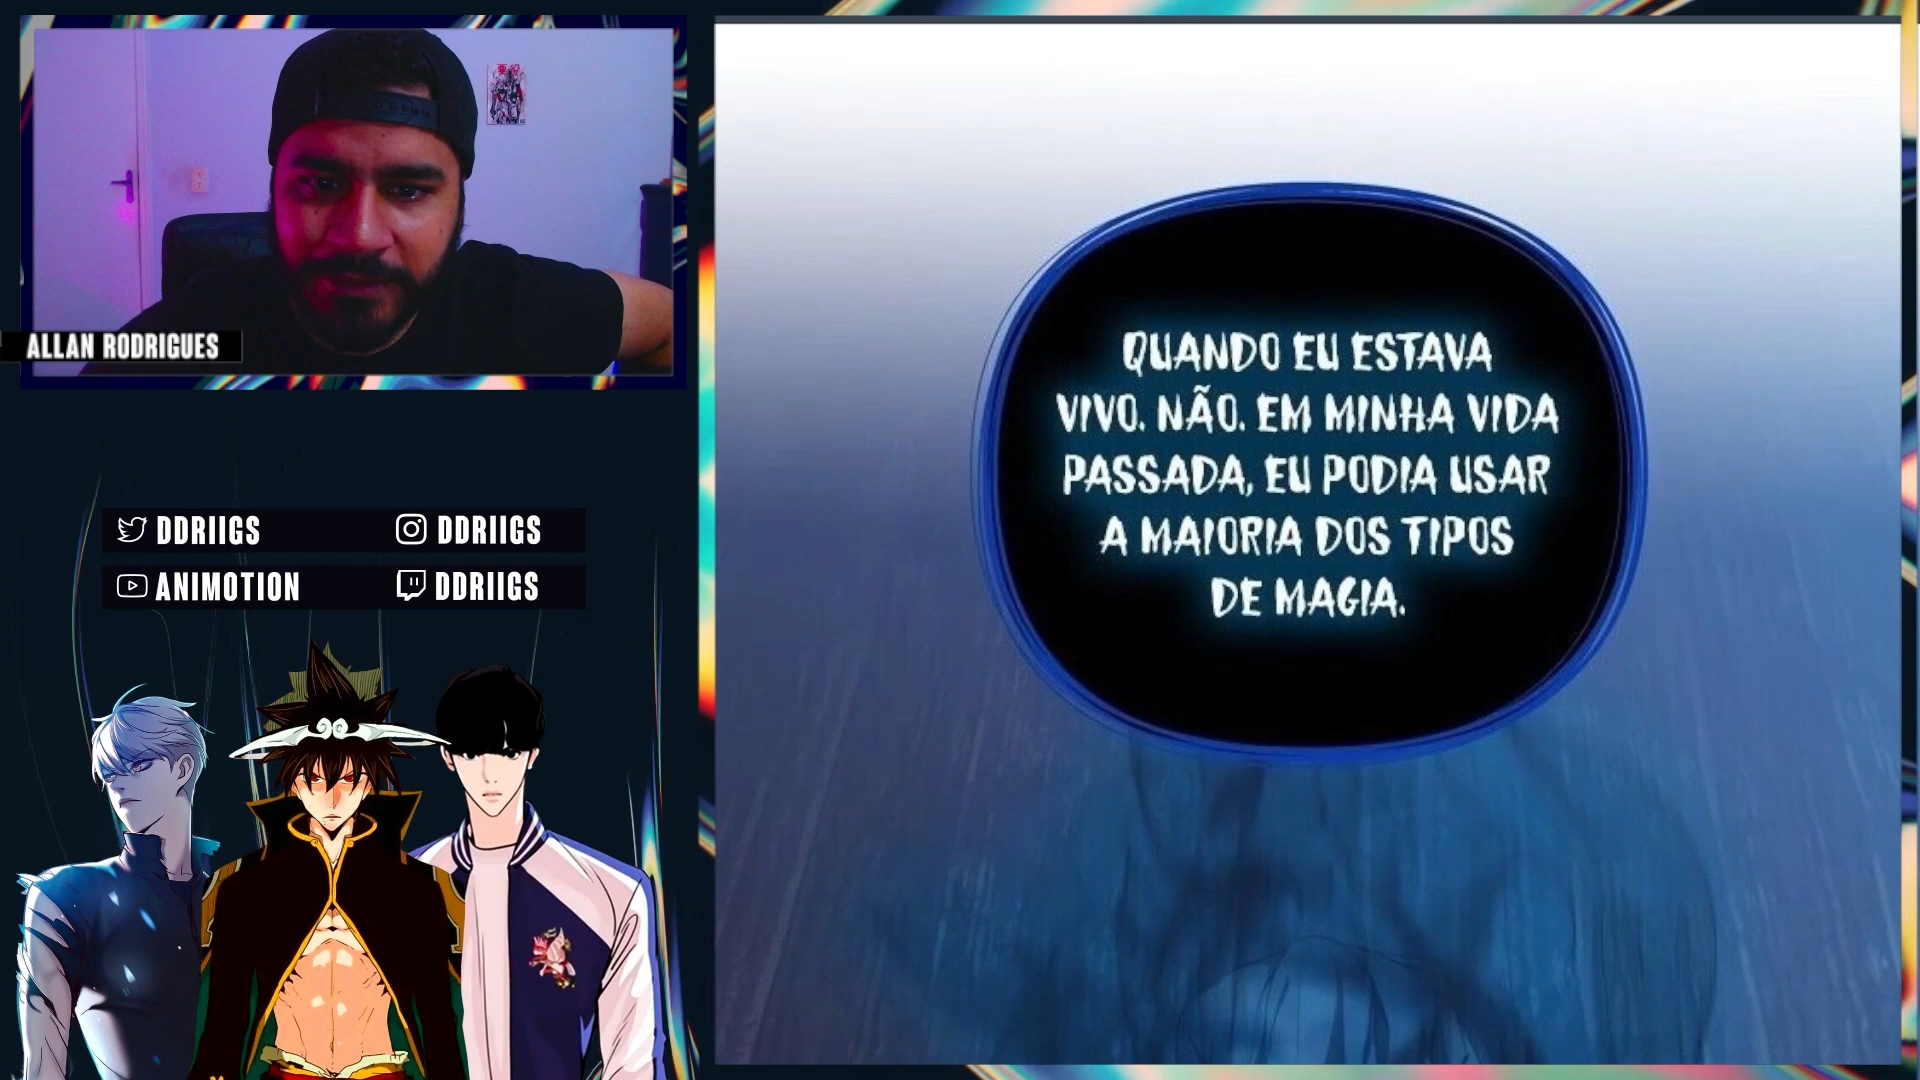 ALLAN RODRIGUES
DDRIIGS
DDRIIGS
ANIMOTION
DDRIIGS
QUANDO EU ESTAVA
VIVO. NÃO. EM MINHA VIDA
PASSADA, EU PODIA USAR
A MAIORIA DOS TIPOS
DE MAGIA.